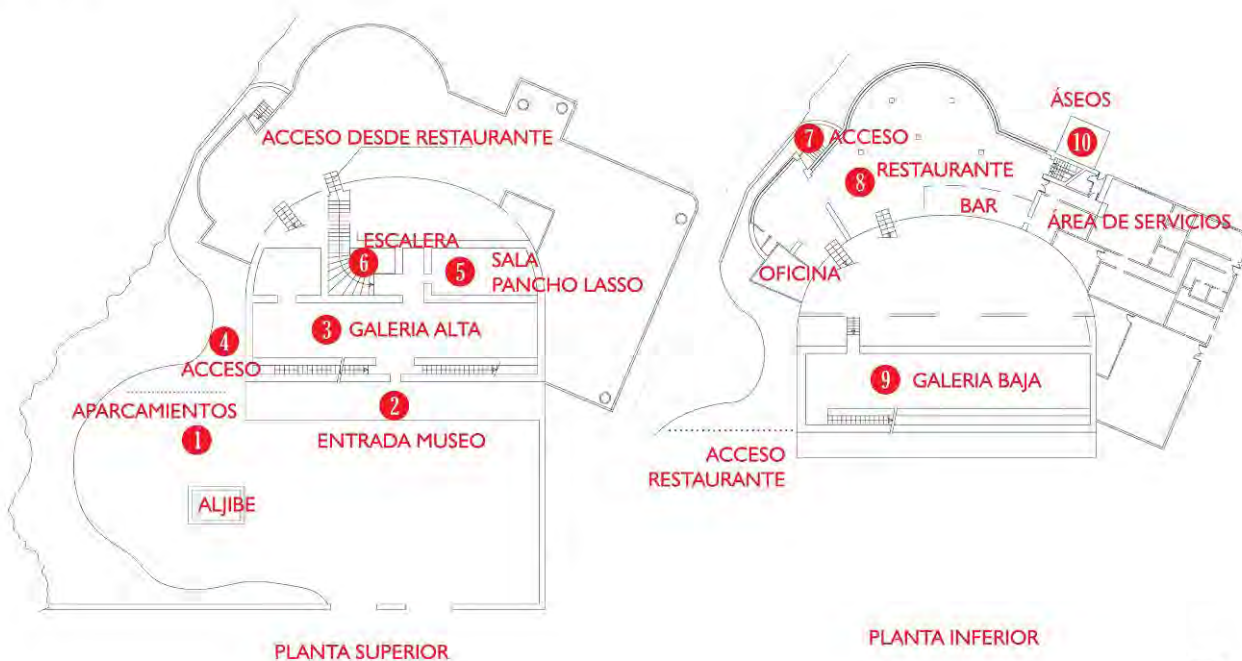 ACCESO DESDE RESTAURANTE
ESCALERA
6
5
SALA
PANCHO LASSO
3
GALERIA ALTA
4
ACCESO
APARCAMIENTOS
1
2
ENTRADA MUSEO
ALJIBE
PLANTA SUPERIOR
ÁSEOS
10
7
ACCESO
8
RESTAURANTE
BAR
ÁREA DE SERVICIOS
OFICINA
9
GALERIA BAJA
ACCESO
RESTAURANTE
PLANTA INFERIOR